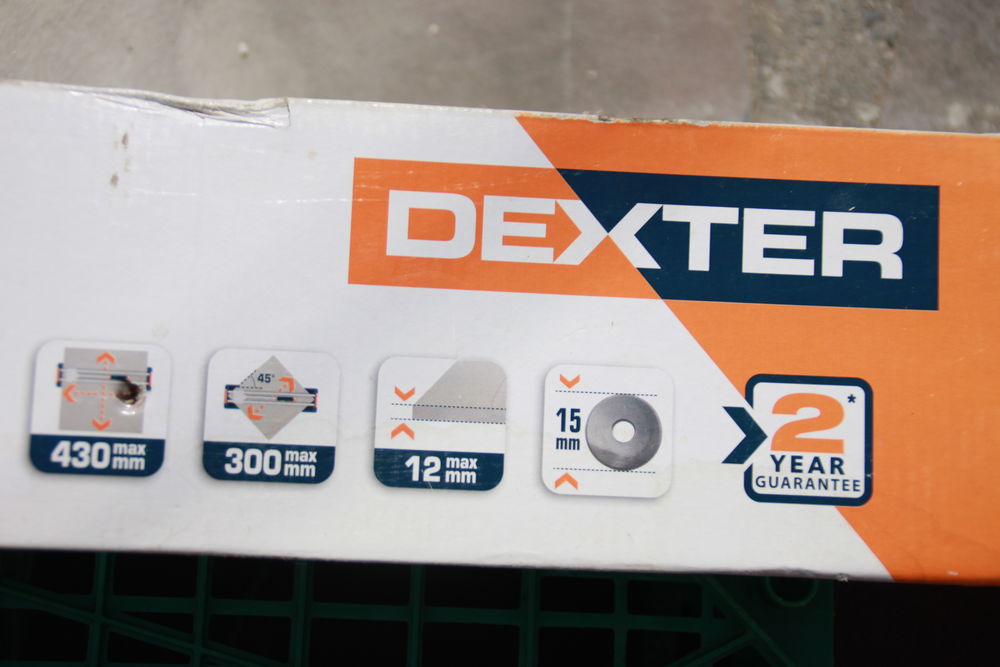 DEXTER
45°
430 max mm
300 max mm
12 max mm
15 mm
2*
YEAR
GUARANTEE